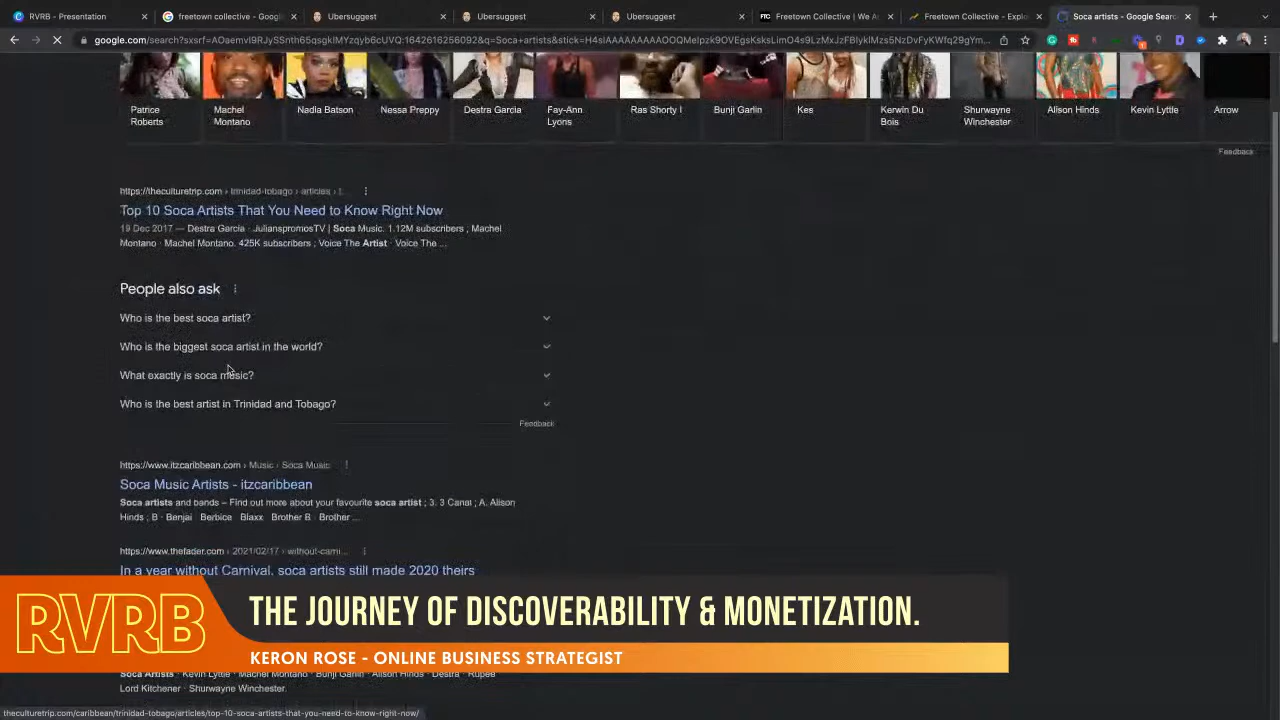 RVRB - Presentation
freetown collective - Googl
Ubersuggest
Ubersuggest
Ubersuggest
Freetown Collective | We Ar
Freetown Collective - Explo
Soca artists - Google Search
Patrice Roberts
Machel Montano
Nadia Batson
Nessa Preppy
Destra Garcia
Fay-Ann Lyons
Ras Shorty I
Bunji Garlin
Kes
Kerwin Du Bois
Shurwayne Winchester
Alison Hinds
Kevin Lyttle
Arrow
Feedback
https://theculturetrip.com › trinidad-tobago › articles › t...
Top 10 Soca Artists That You Need to Know Right Now
19 Dec 2017 — Destra Garcia · JulianspromosTV | Soca Music. 1.12M subscribers , Machel
Montano · Machel Montano. 425K subscribers , Voice The Artist · Voice The ...
People also ask
Who is the best soca artist?
Who is the biggest soca artist in the world?
What exactly is soca music?
Who is the best artist in Trinidad and Tobago?
Feedback
https://www.itzcaribbean.com › Music › Soca Music
Soca Music Artists - itzcaribbean
Soca artists and bands – Find out more about your favourite soca artist ; 3. 3 Canal ; A. Alison
Hinds ; B · Benjai · Berbice · Blaxx · Brother B · Brother ...
https://www.thefader.com › 2021/02/17 › without-carni...
In a year without Carnival, soca artists still made 2020 theirs
RVRB
THE JOURNEY OF DISCOVERABILITY & MONETIZATION.
KERON ROSE - ONLINE BUSINESS STRATEGIST
Soca Artists · Kevin Lyttle · Machel Montano · Bunji Garlin · Alison Hinds · Destra · Rupee
Lord Kitchener · Shurwayne Winchester.
theculturetrip.com/caribbean/trinidad-tobago/articles/top-10-soca-artists-that-you-need-to-know-right-now/